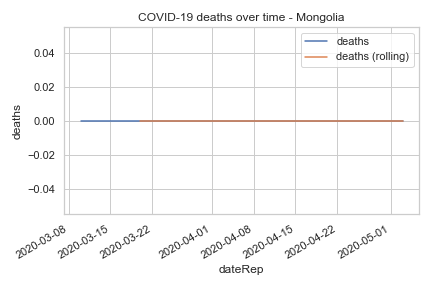 COVID-19 deaths over time - Mongolia
deaths
deaths (rolling)
deaths
0.04
0.02
0.00
−0.02
−0.04
2020-03-08
2020-03-15
2020-03-22
2020-04-01
2020-04-08
2020-04-15
2020-04-22
2020-05-01
dateRep